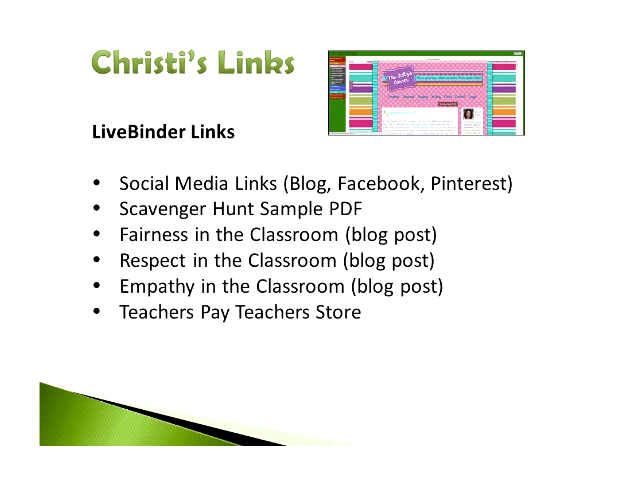 Christi's Links
LiveBinder Links
• Social Media Links (Blog, Facebook, Pinterest)
• Scavenger Hunt Sample PDF
• Fairness in the Classroom (blog post)
• Respect in the Classroom (blog post)
• Empathy in the Classroom (blog post)
• Teachers Pay Teachers Store